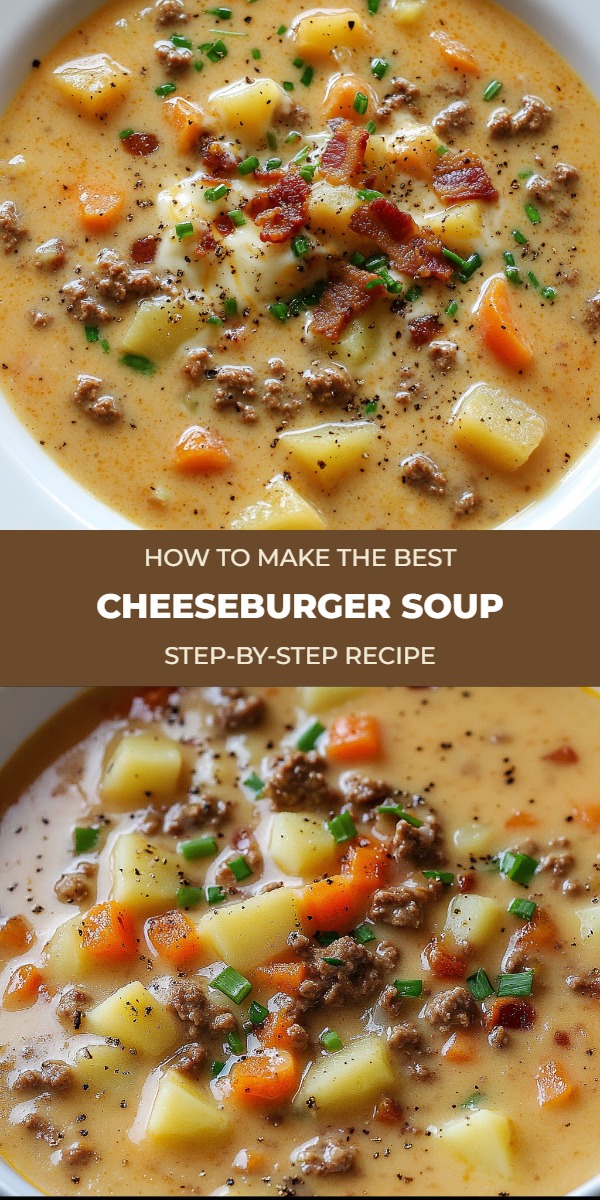 HOW TO MAKE THE BEST
CHEESEBURGER SOUP
STEP-BY-STEP RECIPE